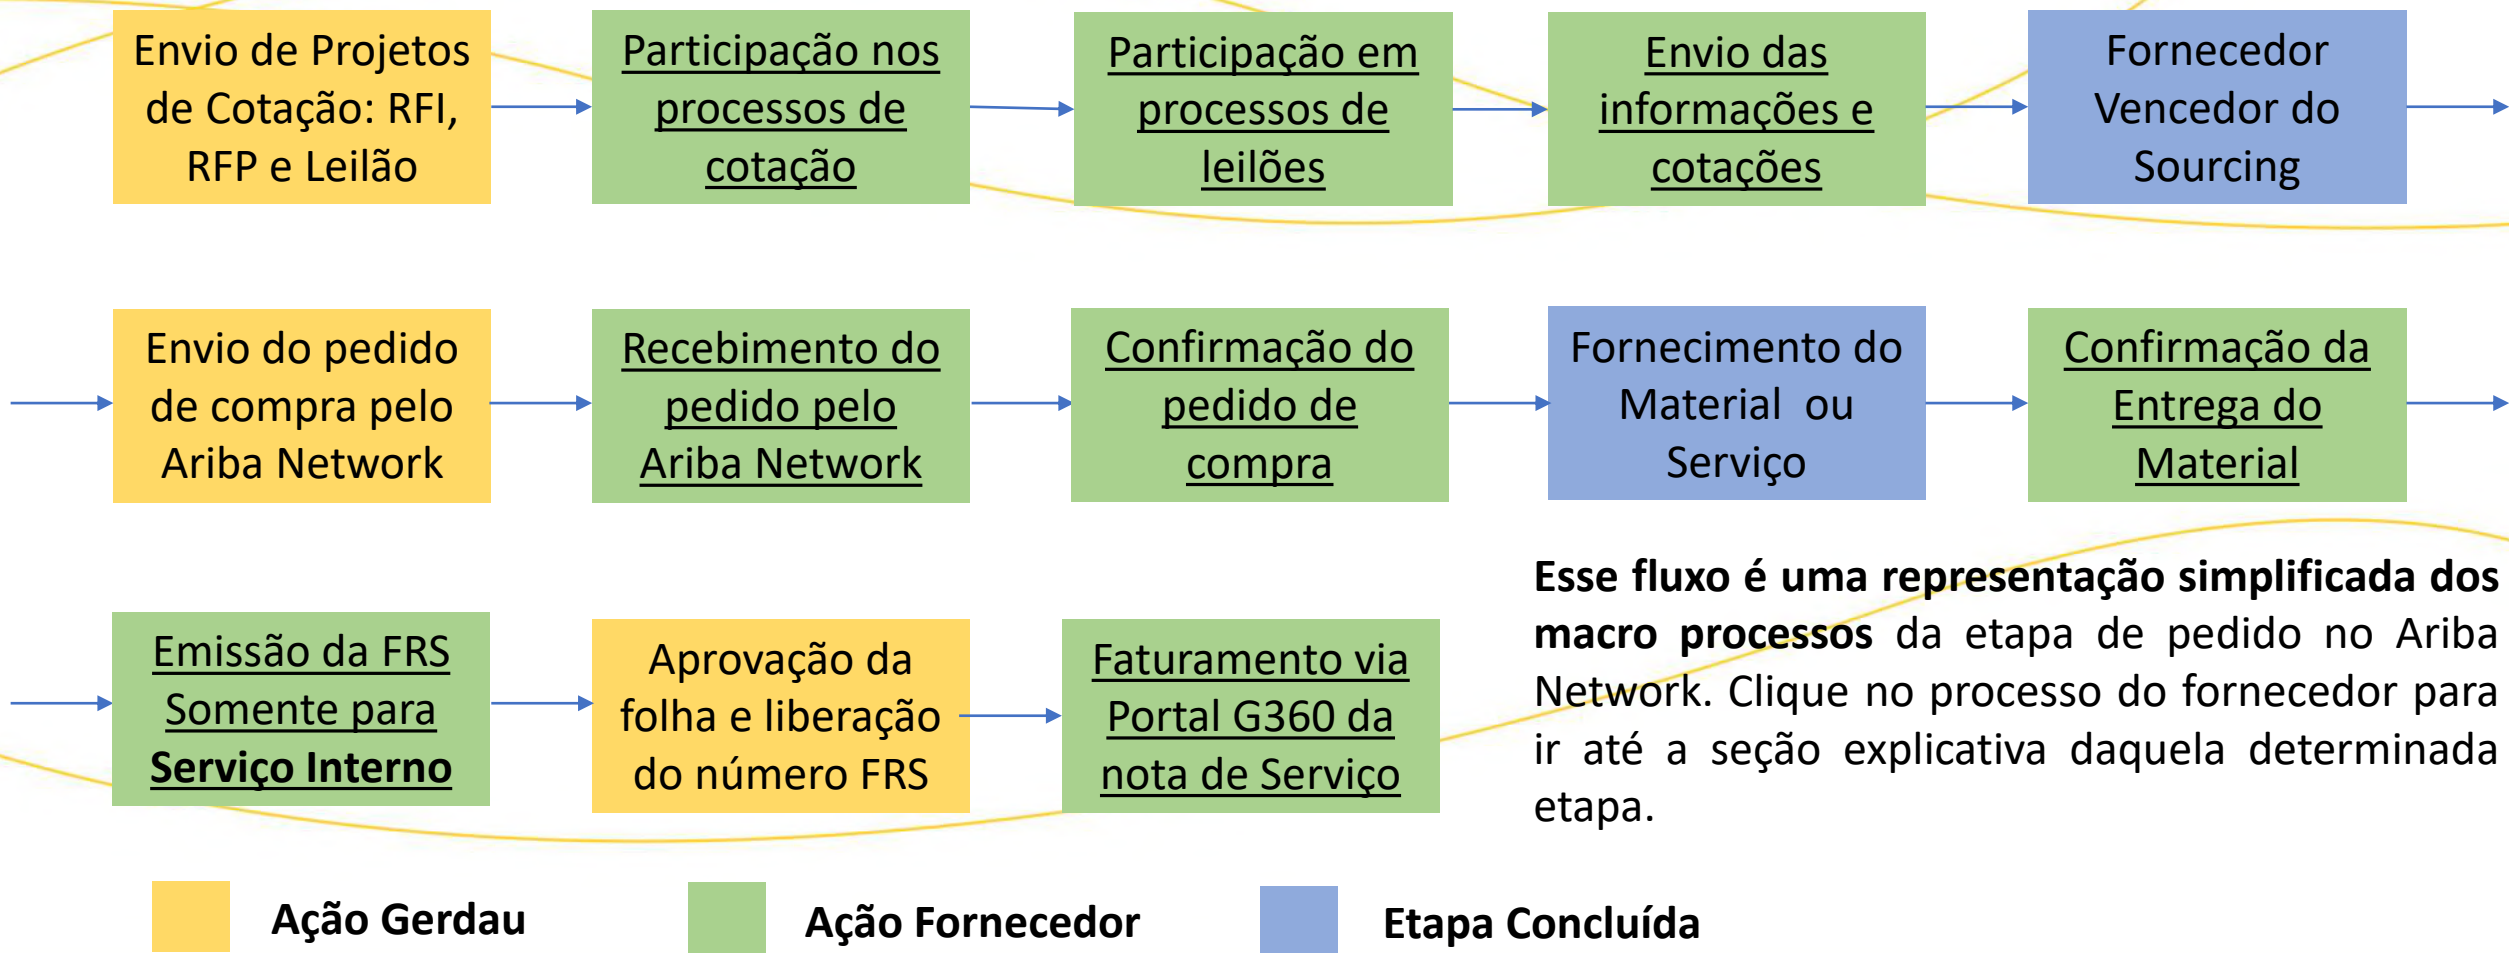 Envio de Projetos
de Cotação: RFI,
RFP e Leilão
Participação nos
processos de
cotação
Participação em
processos de
leilões
Envio das
informações e
cotações
Fornecedor
Vencedor do
Sourcing
Envio do pedido
de compra pelo
Ariba Network
Recebimento do
pedido pelo
Ariba Network
Confirmação do
pedido de
compra
Fornecimento do
Material ou
Serviço
Confirmação da
Entrega do
Material
Emissão da FRS
Somente para
Serviço Interno
Aprovação da
folha e liberação
do número FRS
Faturamento via
Portal G360 da
nota de Serviço
Esse fluxo é uma representação simplificada dos
macro processos da etapa de pedido no Ariba
Network. Clique no processo do fornecedor para
ir até a seção explicativa daquela determinada
etapa.
Ação Gerdau
Ação Fornecedor
Etapa Concluída